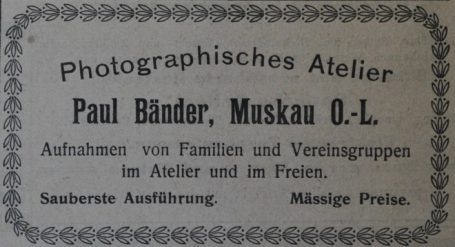 Photographisches Atelier
Paul Bänder, Muskau O.-L.
Aufnahmen von Familien und Vereinsgruppen
im Atelier und im Freien.
Sauberste Ausführung. Mässige Preise.